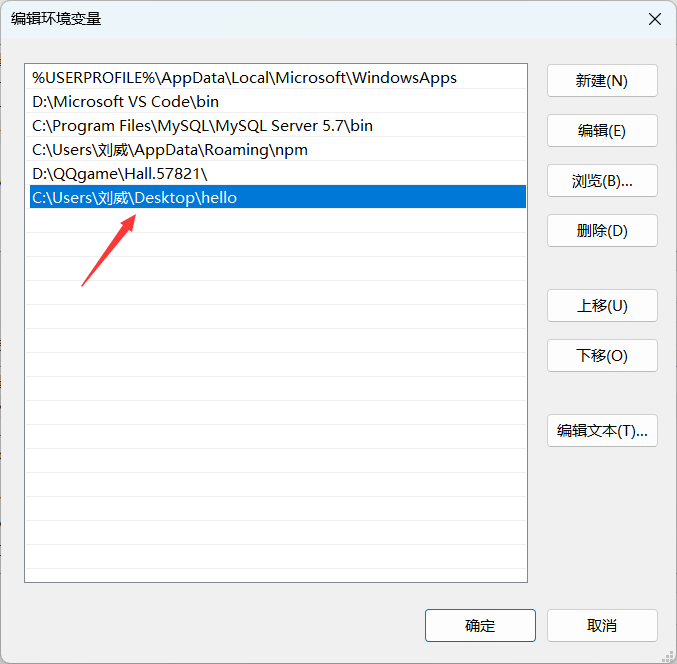 编辑环境变量
%USERPROFILE%\AppData\Local\Microsoft\WindowsApps
D:\Microsoft VS Code\bin
C:\Program Files\MySQL\MySQL Server 5.7\bin
C:\Users\刘威\AppData\Roaming\npm
D:\QQgame\Hall.57821\
C:\Users\刘威\Desktop\hello
新建(N)
编辑(E)
浏览(B)...
删除(D)
上移(U)
下移(O)
编辑文本(T)...
确定
取消